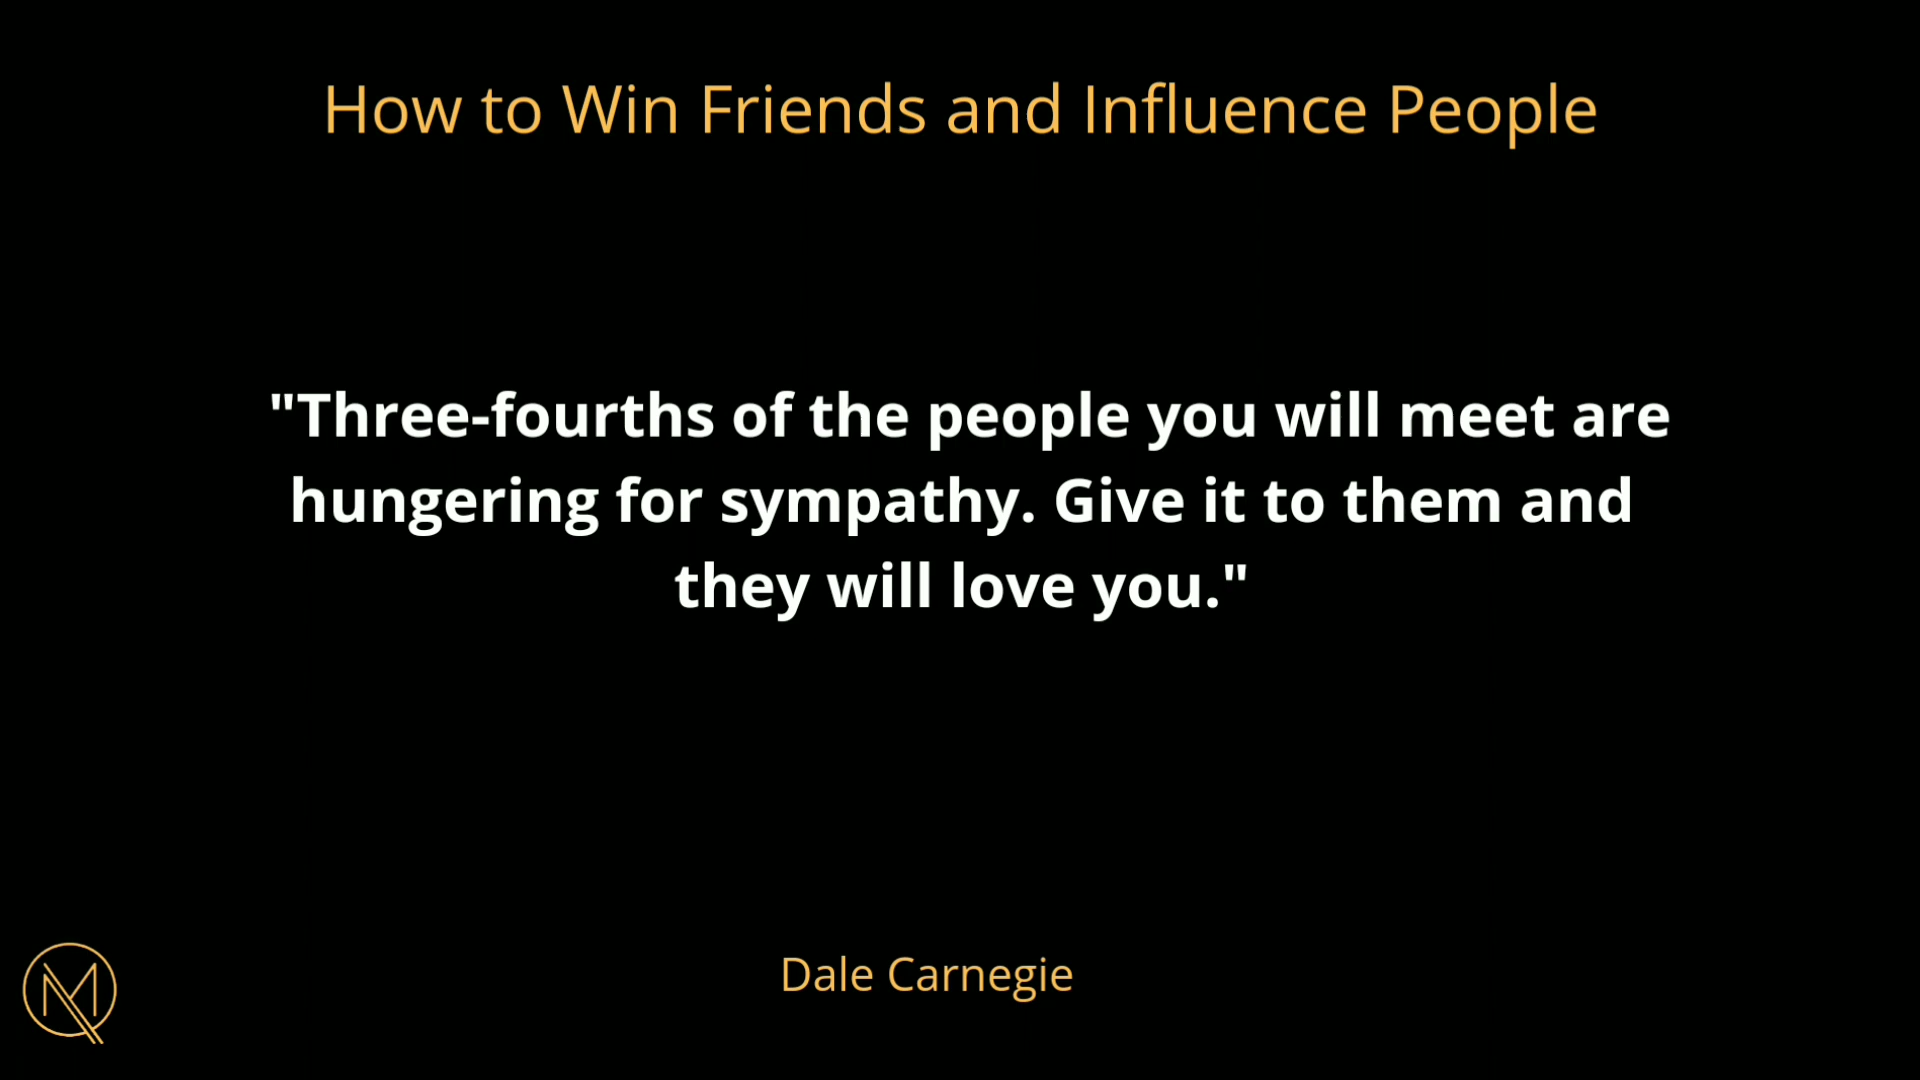 How to Win Friends and Influence People
"Three-fourths of the people you will meet are
hungering for sympathy. Give it to them and
they will love you."
Dale Carnegie